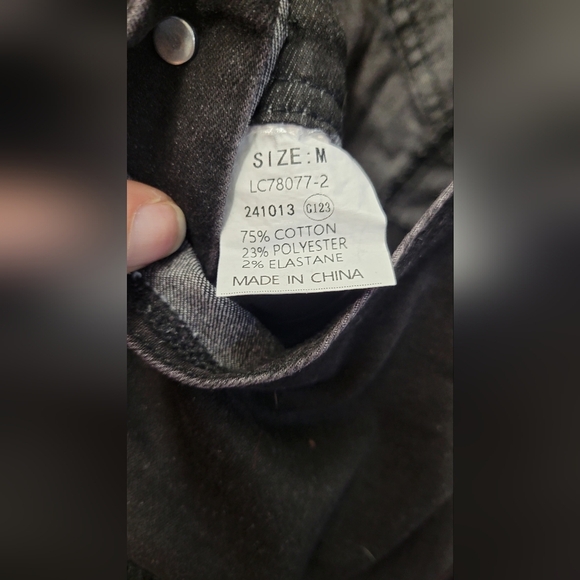 SIZE:M
LC78077-2
241013 G123
75% COTTON
23% POLYESTER
2% ELASTANE
MADE IN CHINA